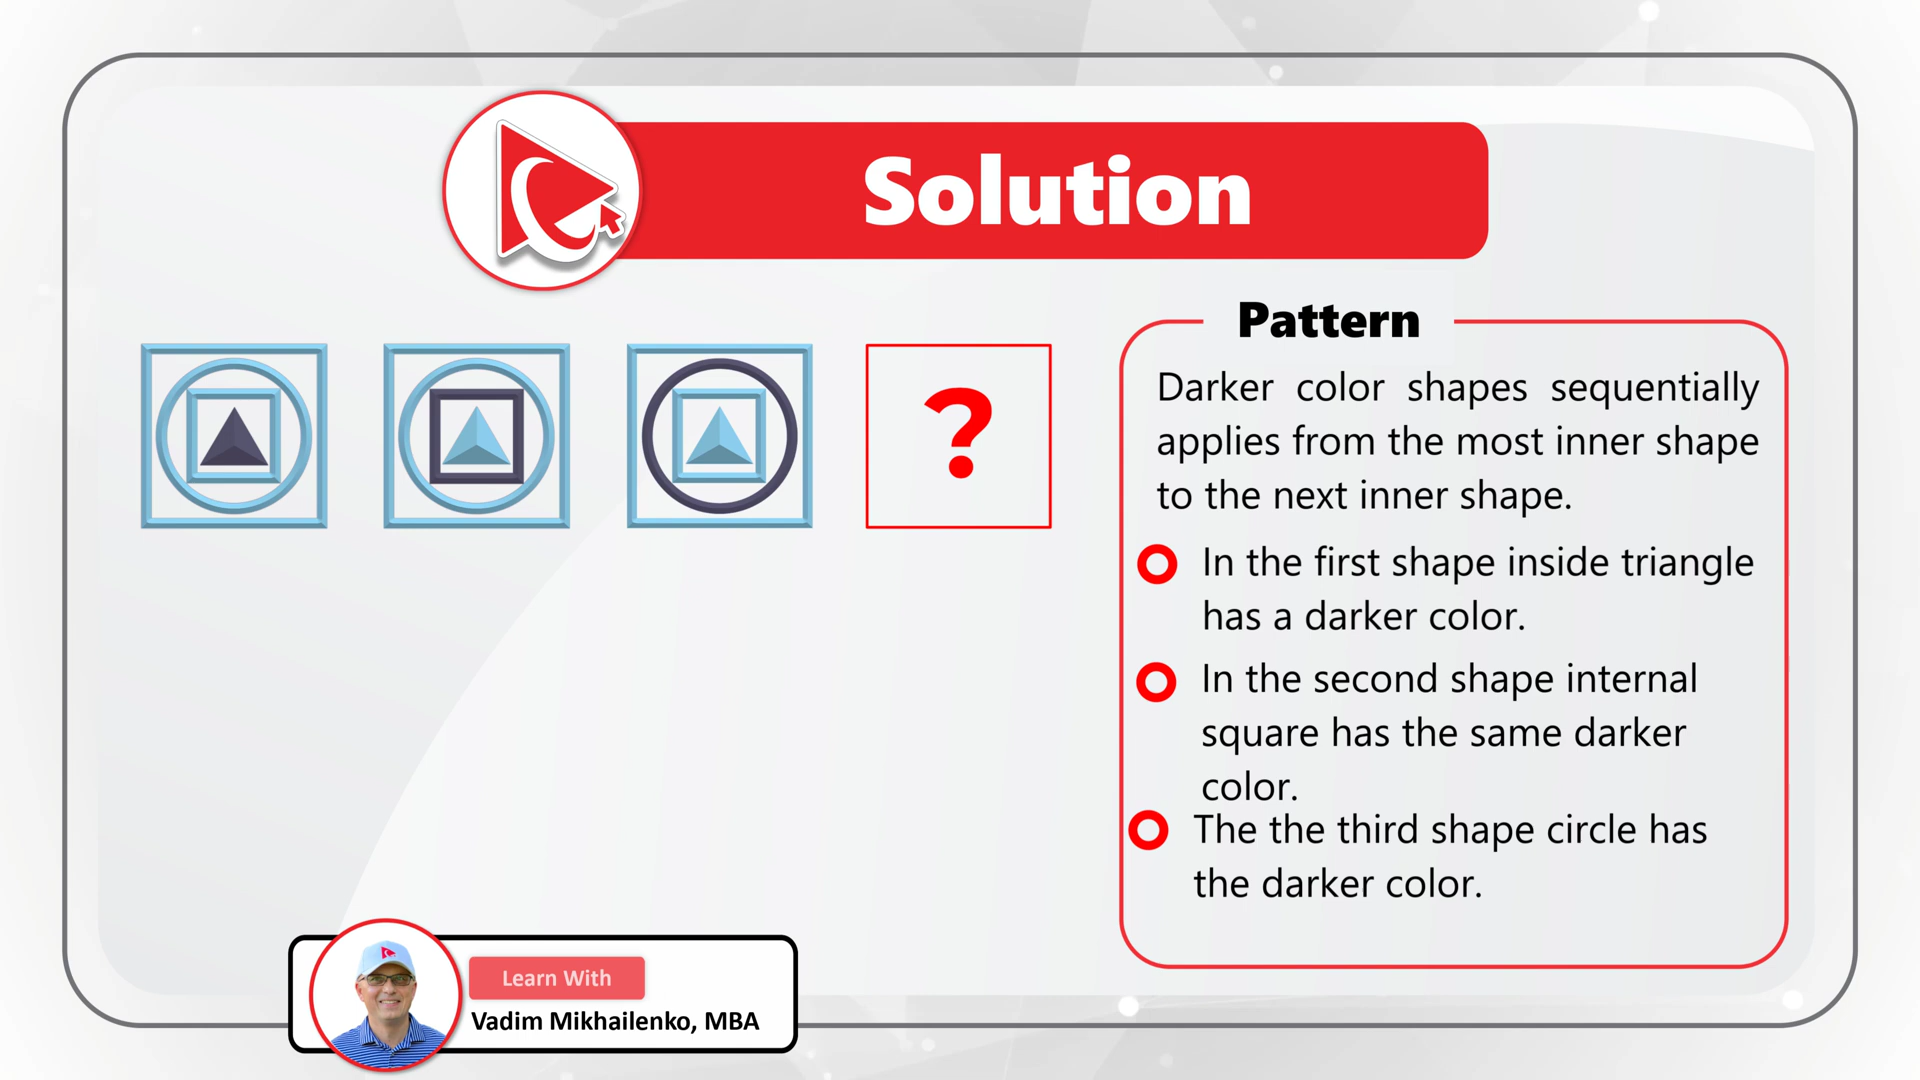 Solution
?
Pattern
Darker color shapes sequentially
applies from the most inner shape
to the next inner shape.
In the first shape inside triangle
has a darker color.
In the second shape internal
square has the same darker
color.
The the third shape circle has
the darker color.
Learn With
Vadim Mikhailenko, MBA